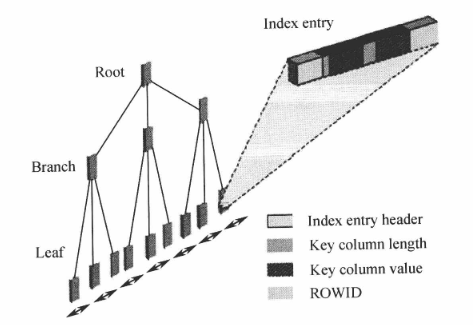 Index entry
Root
Branch
Leaf
Index entry header
Key column length
Key column value
ROWID